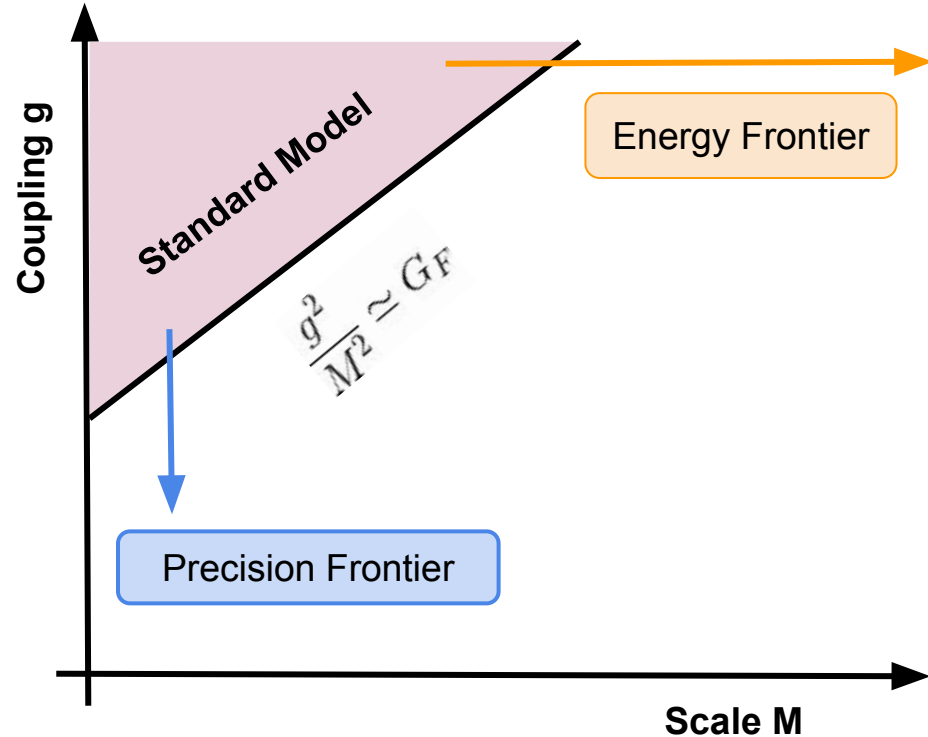 Coupling g
Standard Model
Energy Frontier
g²/M² ≃ G_F
Precision Frontier
Scale M